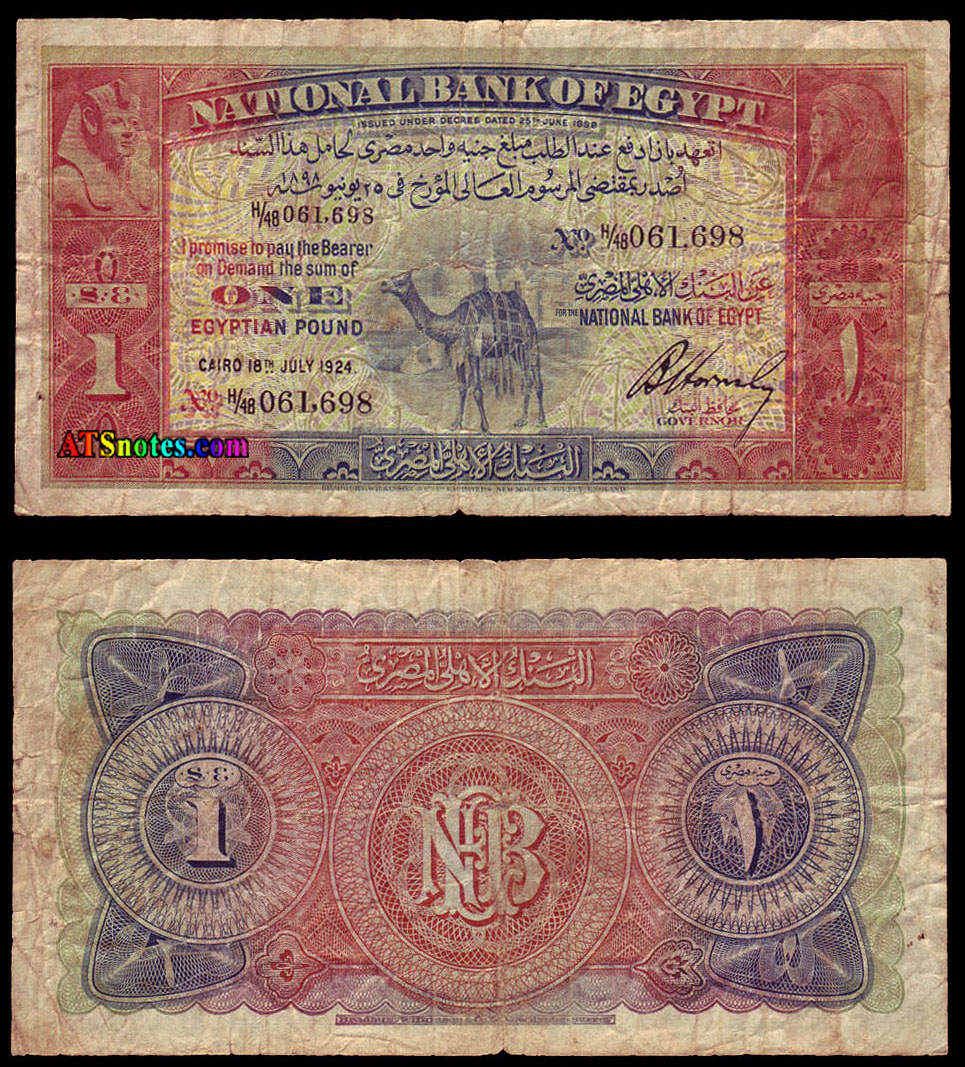 NATIONAL BANK OF EGYPT
ISSUED UNDER DECREE DATED 25TH JUNE 1898
اتعهد بان ادفع عند الطلب مبلغ جنيه واحد مصرى لحامل هذا السند
أصدر بمقتضى المرسوم العالى المؤرخ فى ٢٥ يونيو سنة ١٨٩٨
H/48 061,698
No H/48 061,698
I promise to pay the Bearer
on Demand the sum of
ONE
EGYPTIAN POUND
CAIRO 18TH JULY 1924.
No H/48 061,698
عن البنك الأهلى المصرى
FOR THE NATIONAL BANK OF EGYPT
محافظ البنك
GOVERNOR
1
جنيه مصرى
١
البنك الأهلى المصرى
ATSnotes.com
البنك الأهلى المصرى
1
NBE
جنيه مصرى
١